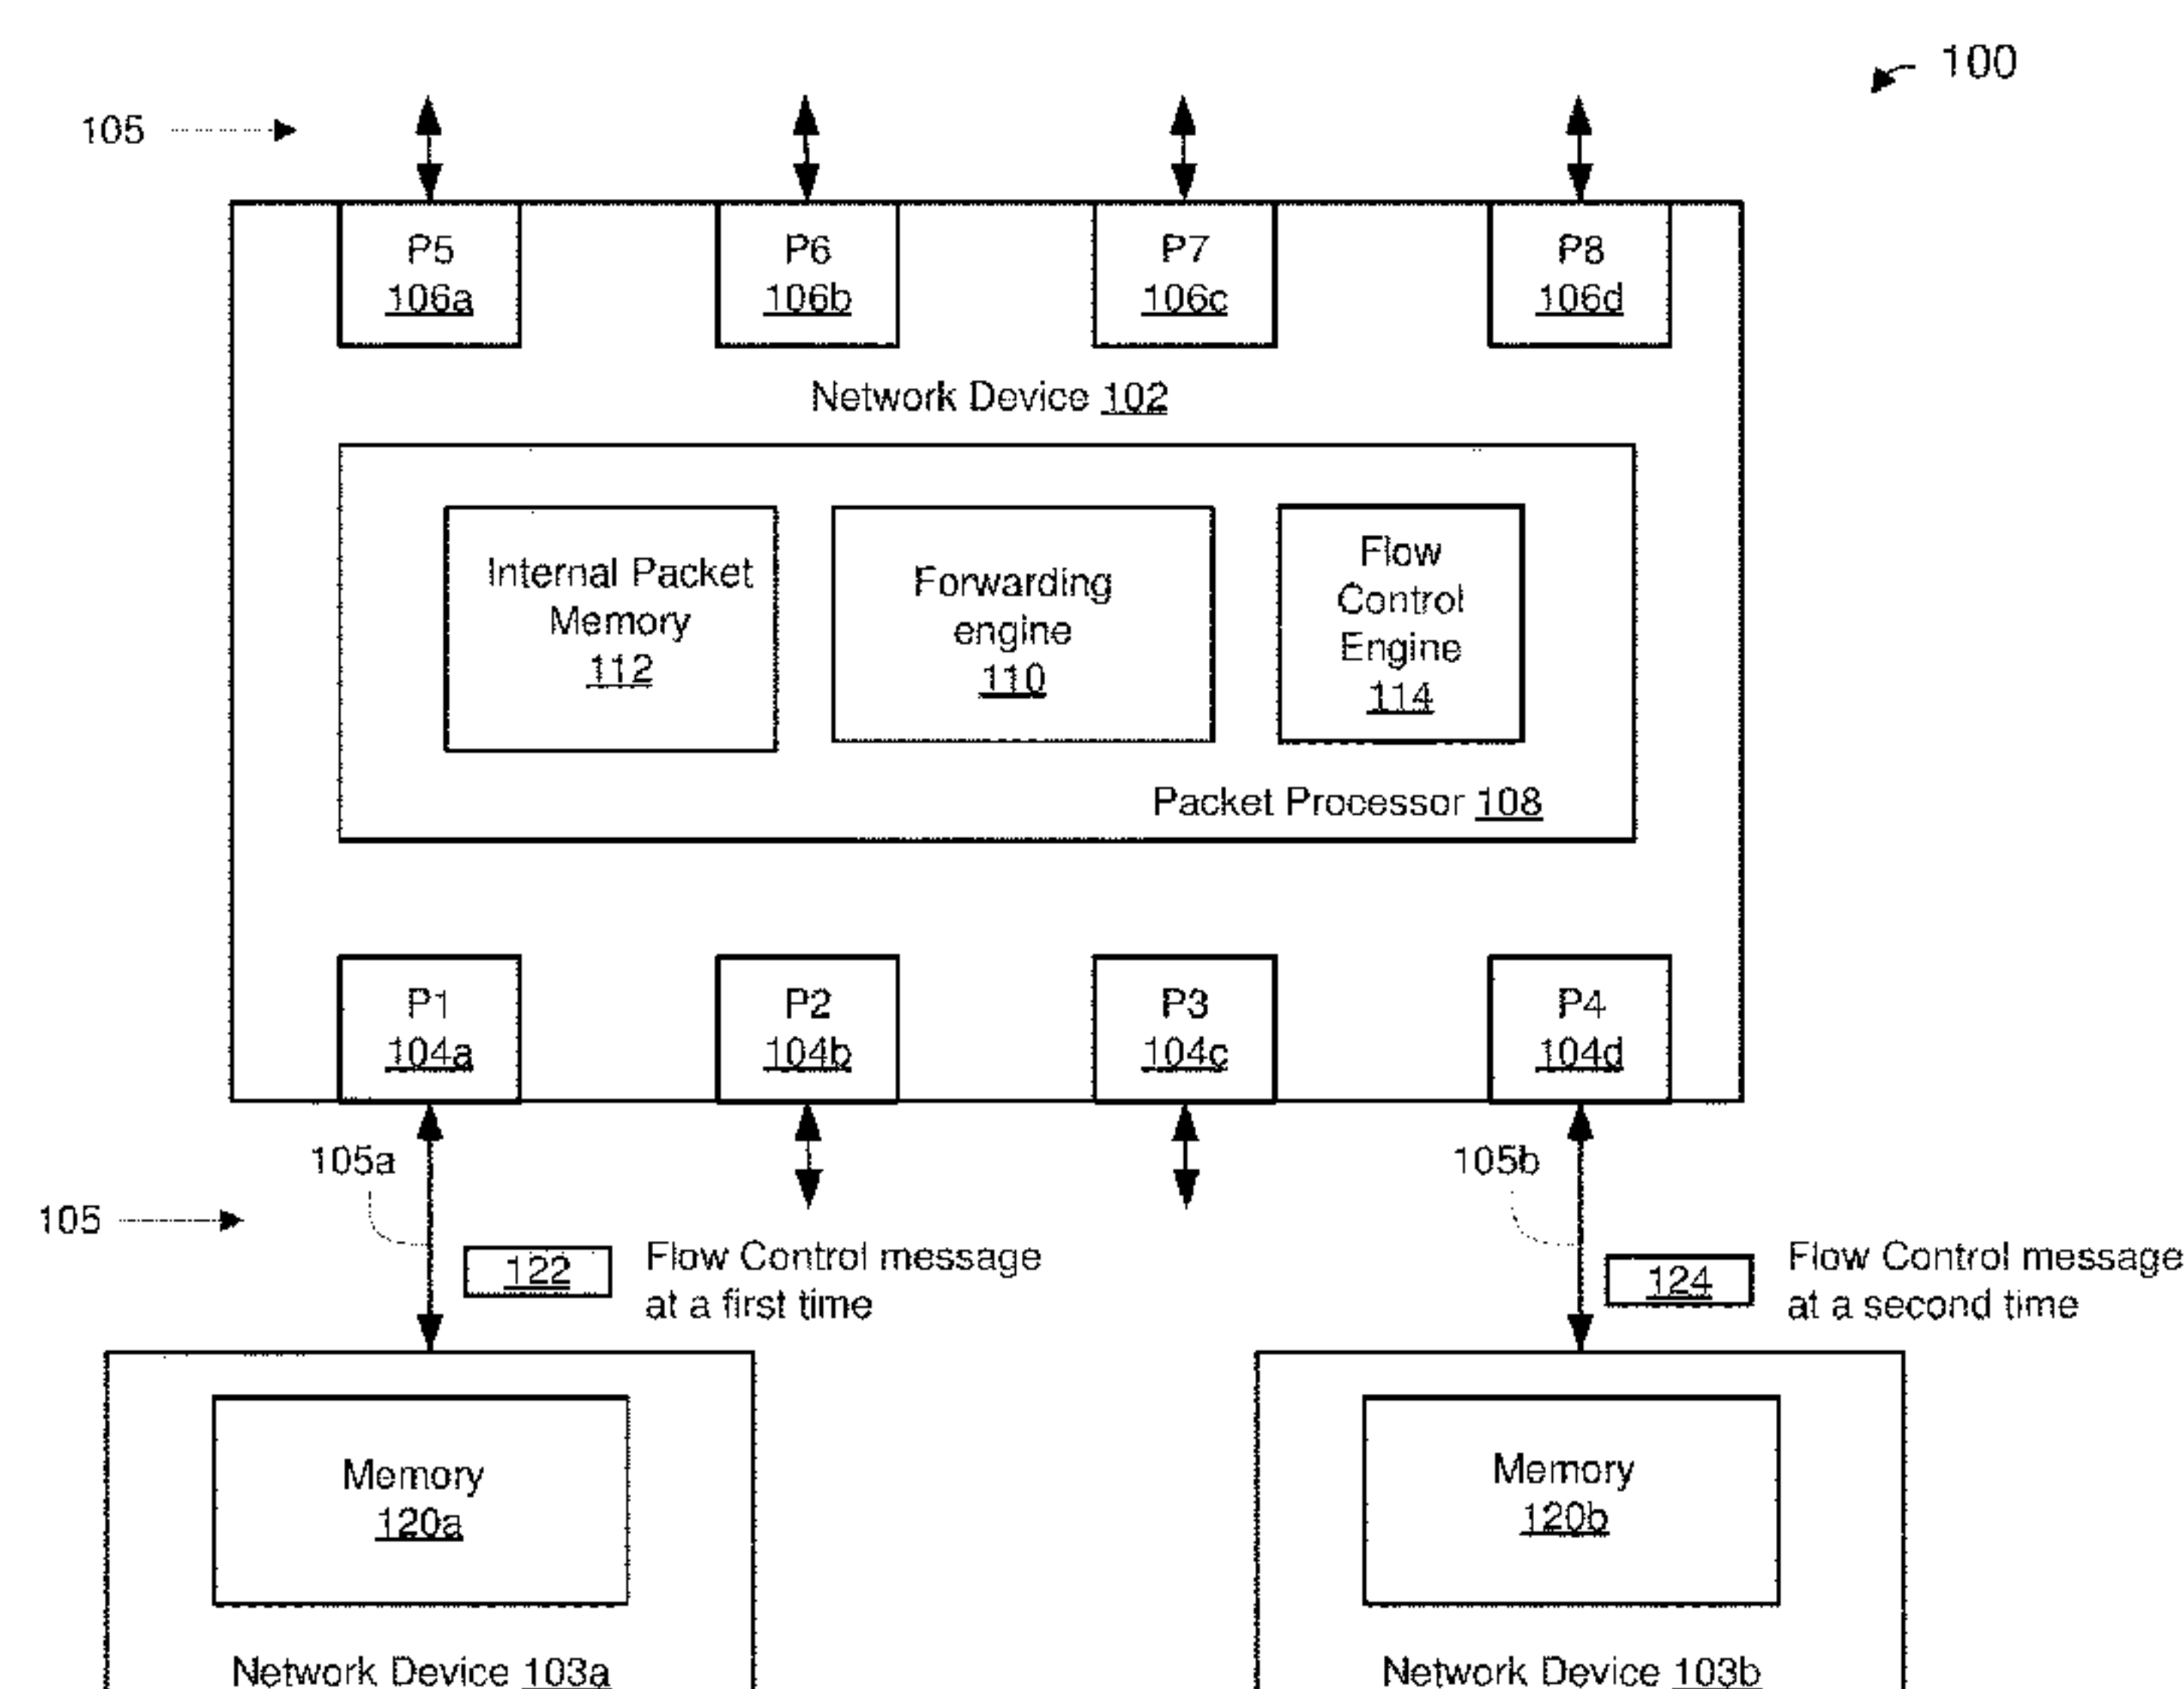 100
105
P5
106a
P6
106b
P7
106c
P8
106d
Network Device 102
Internal Packet
Memory
112
Forwarding
engine
110
Flow
Control
Engine
114
Packet Processor 108
P1
104a
P2
104b
P3
104c
P4
104d
105a
105b
105
122
Flow Control message
at a first time
124
Flow Control message
at a second time
Memory
120a
Memory
120b
Network Device 103a
Network Device 103b